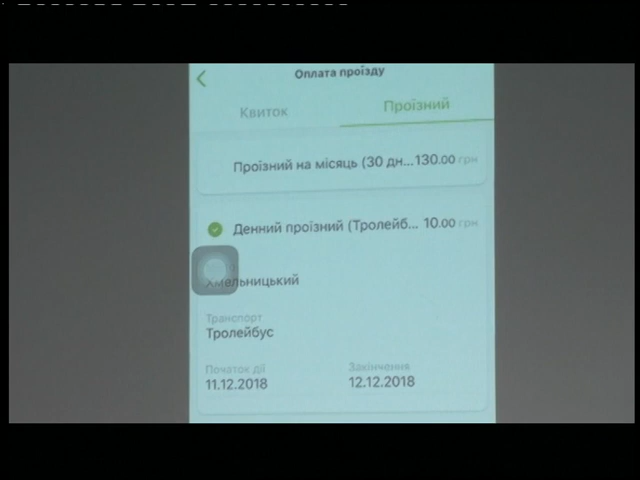 Оплата проїзду
Квиток
Проїзний
Проїзний на місяць (30 дн... 130.00 грн
Денний проїзний (Тролейб... 10.00 грн
Хмельницький
Транспорт
Тролейбус
Початок дії
Закінчення
11.12.2018
12.12.2018